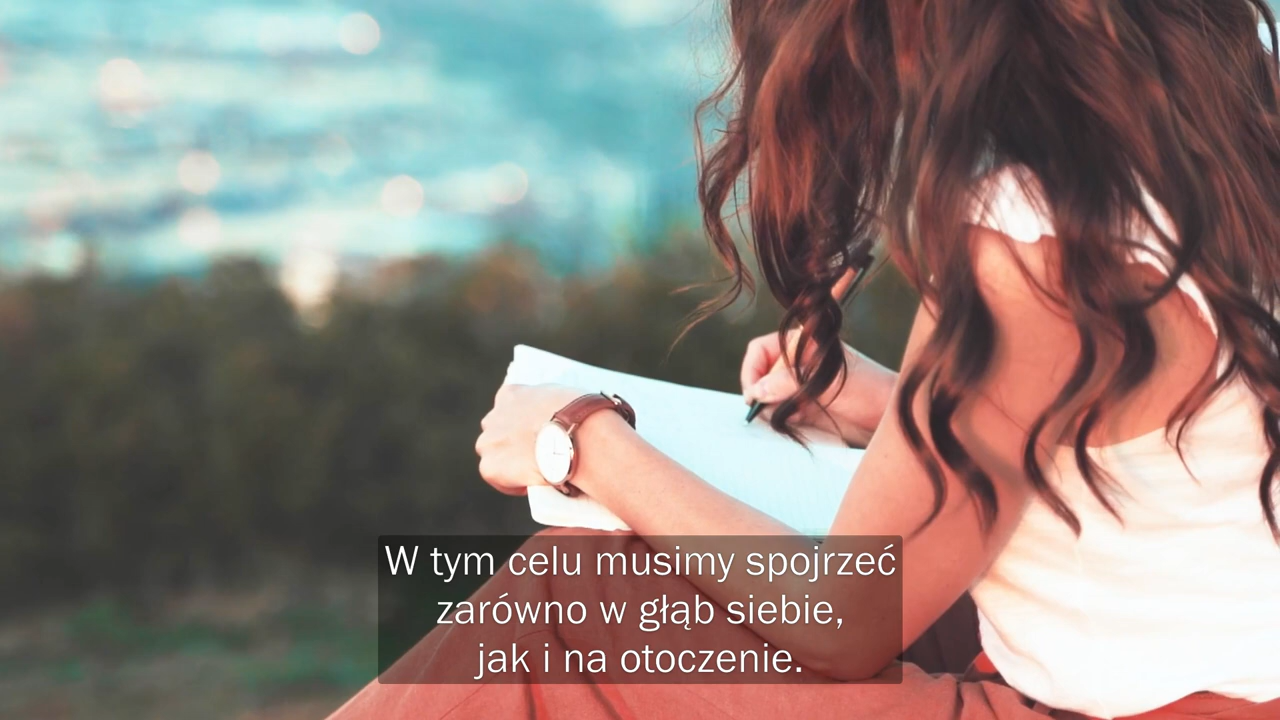 W tym celu musimy spojrzeć
zarówno w głąb siebie,
jak i na otoczenie.